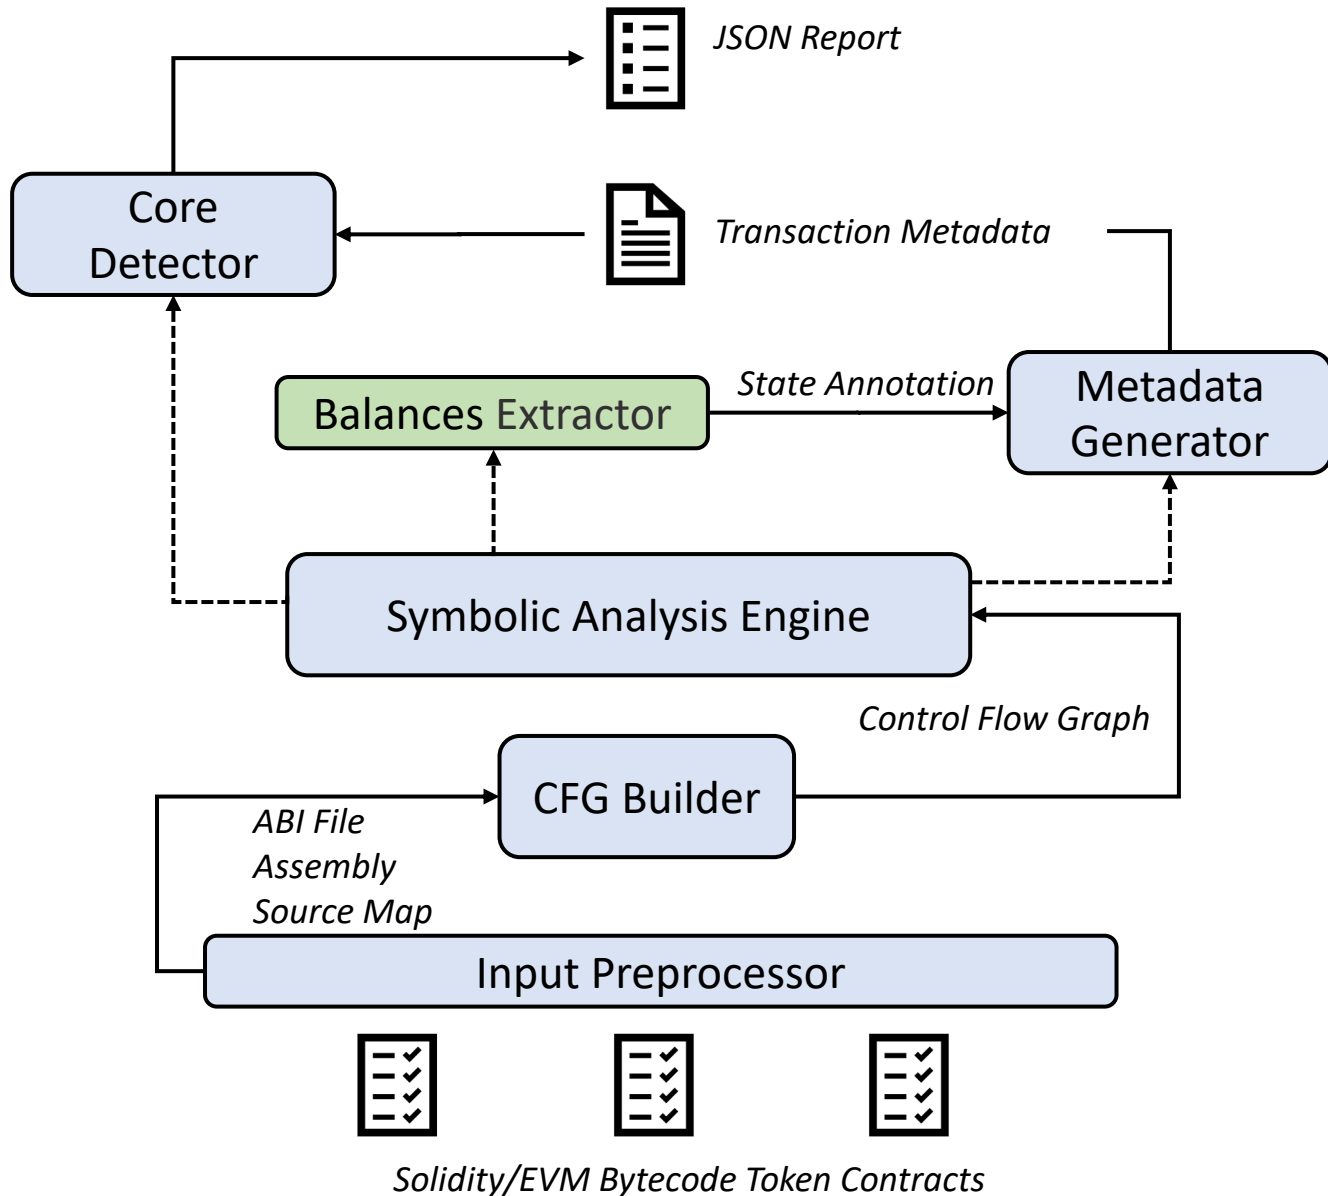 JSON Report
Core
Detector
Transaction Metadata
State Annotation
Metadata
Generator
Balances Extractor
Symbolic Analysis Engine
Control Flow Graph
CFG Builder
ABI File
Assembly
Source Map
Input Preprocessor
Solidity/EVM Bytecode Token Contracts